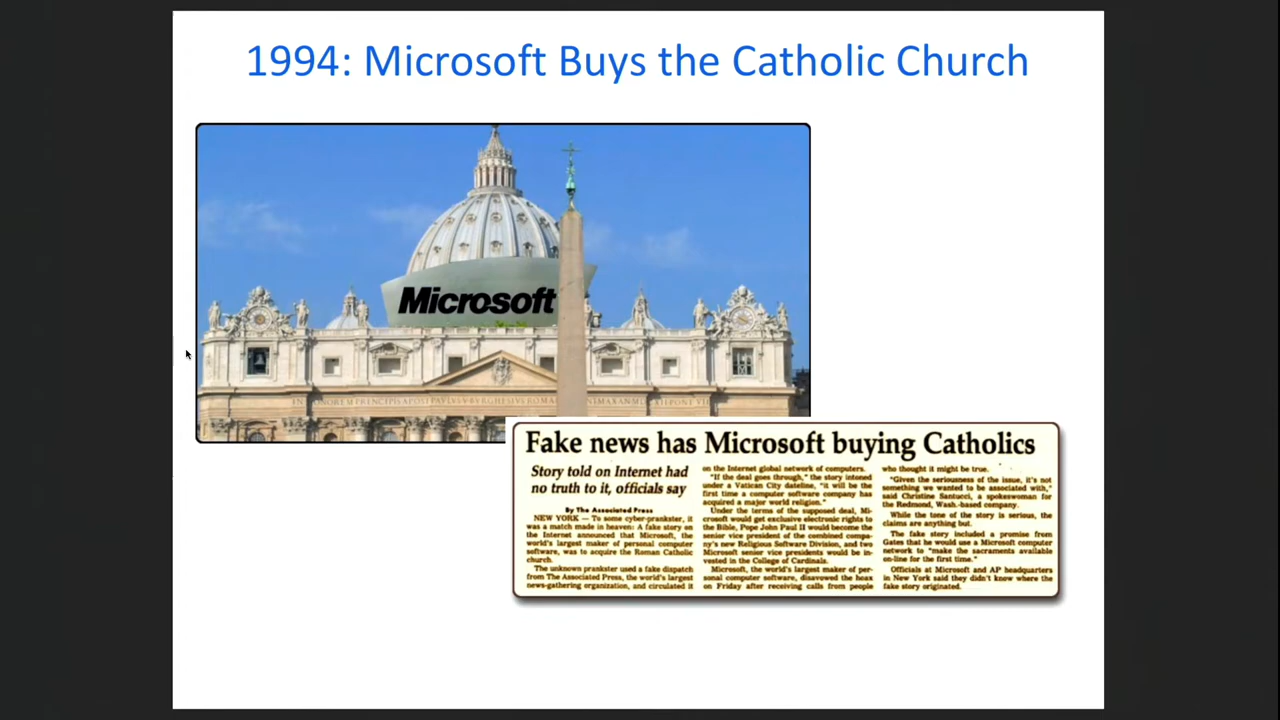 1994: Microsoft Buys the Catholic Church
Microsoft
Fake news has Microsoft buying Catholics
Story told on Internet had
no truth to it, officials say
By The Associated Press
NEW YORK — To some cyber-prankster, it
was a match made in heaven: A fake story on
the Internet announced that Microsoft, the
world's largest maker of personal computer
software, was to acquire the Roman Catholic
church.
The unknown prankster used a fake dispatch
from The Associated Press, the world's largest
news-gathering organization, and circulated it
on the Internet global network of computers.
"If the deal goes through," the story intoned
under a Vatican City dateline, "it will be the
first time a computer software company has
acquired a major world religion."
Under the terms of the supposed deal, Mi-
crosoft would get exclusive electronic rights to
the Bible, Pope John Paul II would become the
senior vice president of the combined compa-
ny's new Religious Software Division, and two
Microsoft senior vice presidents would be in-
vested in the College of Cardinals.
Microsoft, the world's largest maker of per-
sonal computer software, disavowed the hoax
on Friday after receiving calls from people
who thought it might be true.
"Given the seriousness of the issue, it's not
something we wanted to be associated with,"
said Christine Santucci, a spokeswoman for
the Redmond, Wash.-based company.
While the tone of the story is serious, the
claims are anything but.
The fake story included a promise from
Gates that he would use a Microsoft computer
network to "make the sacraments available
on-line for the first time."
Officials at Microsoft and AP headquarters
in New York said they didn't know where the
fake story originated.